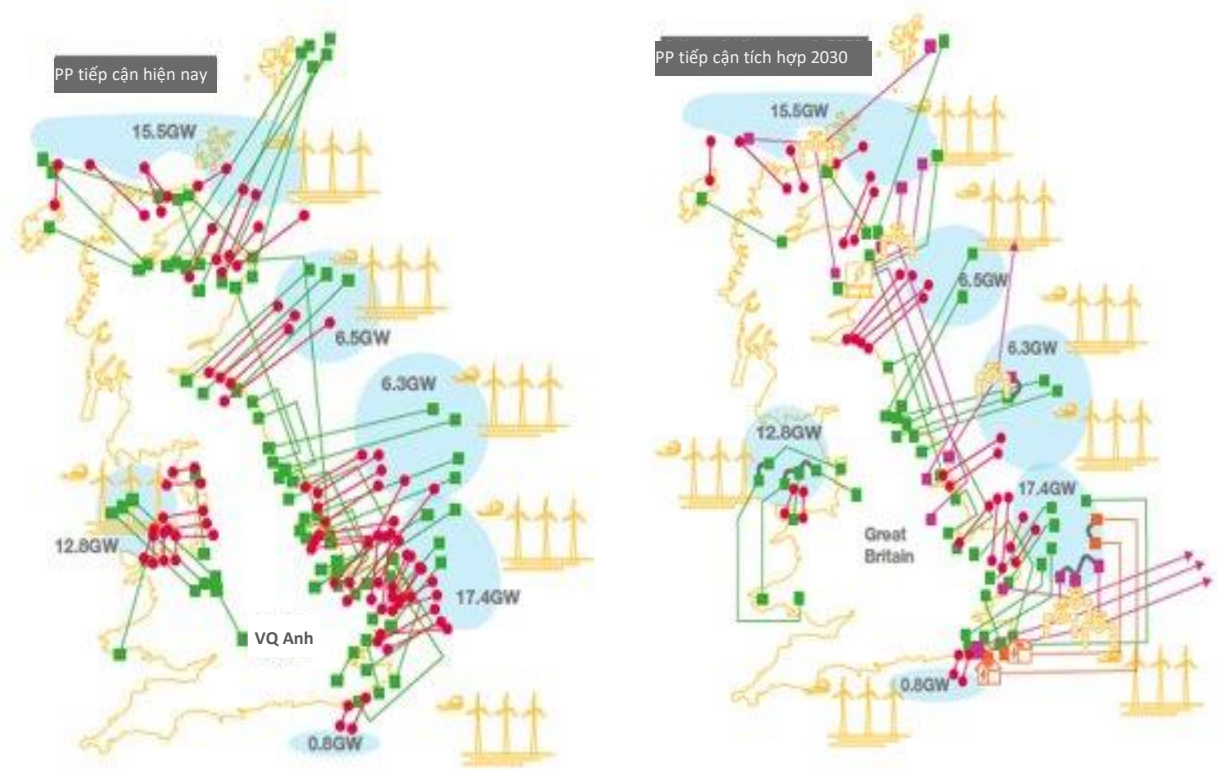 PP tiếp cận hiện nay
15.5GW
6.5GW
6.3GW
12.8GW
17.4GW
VQ Anh
0.8GW
PP tiếp cận tích hợp 2030
15.5GW
6.5GW
6.3GW
12.8GW
17.4GW
Great
Britain
0.8GW